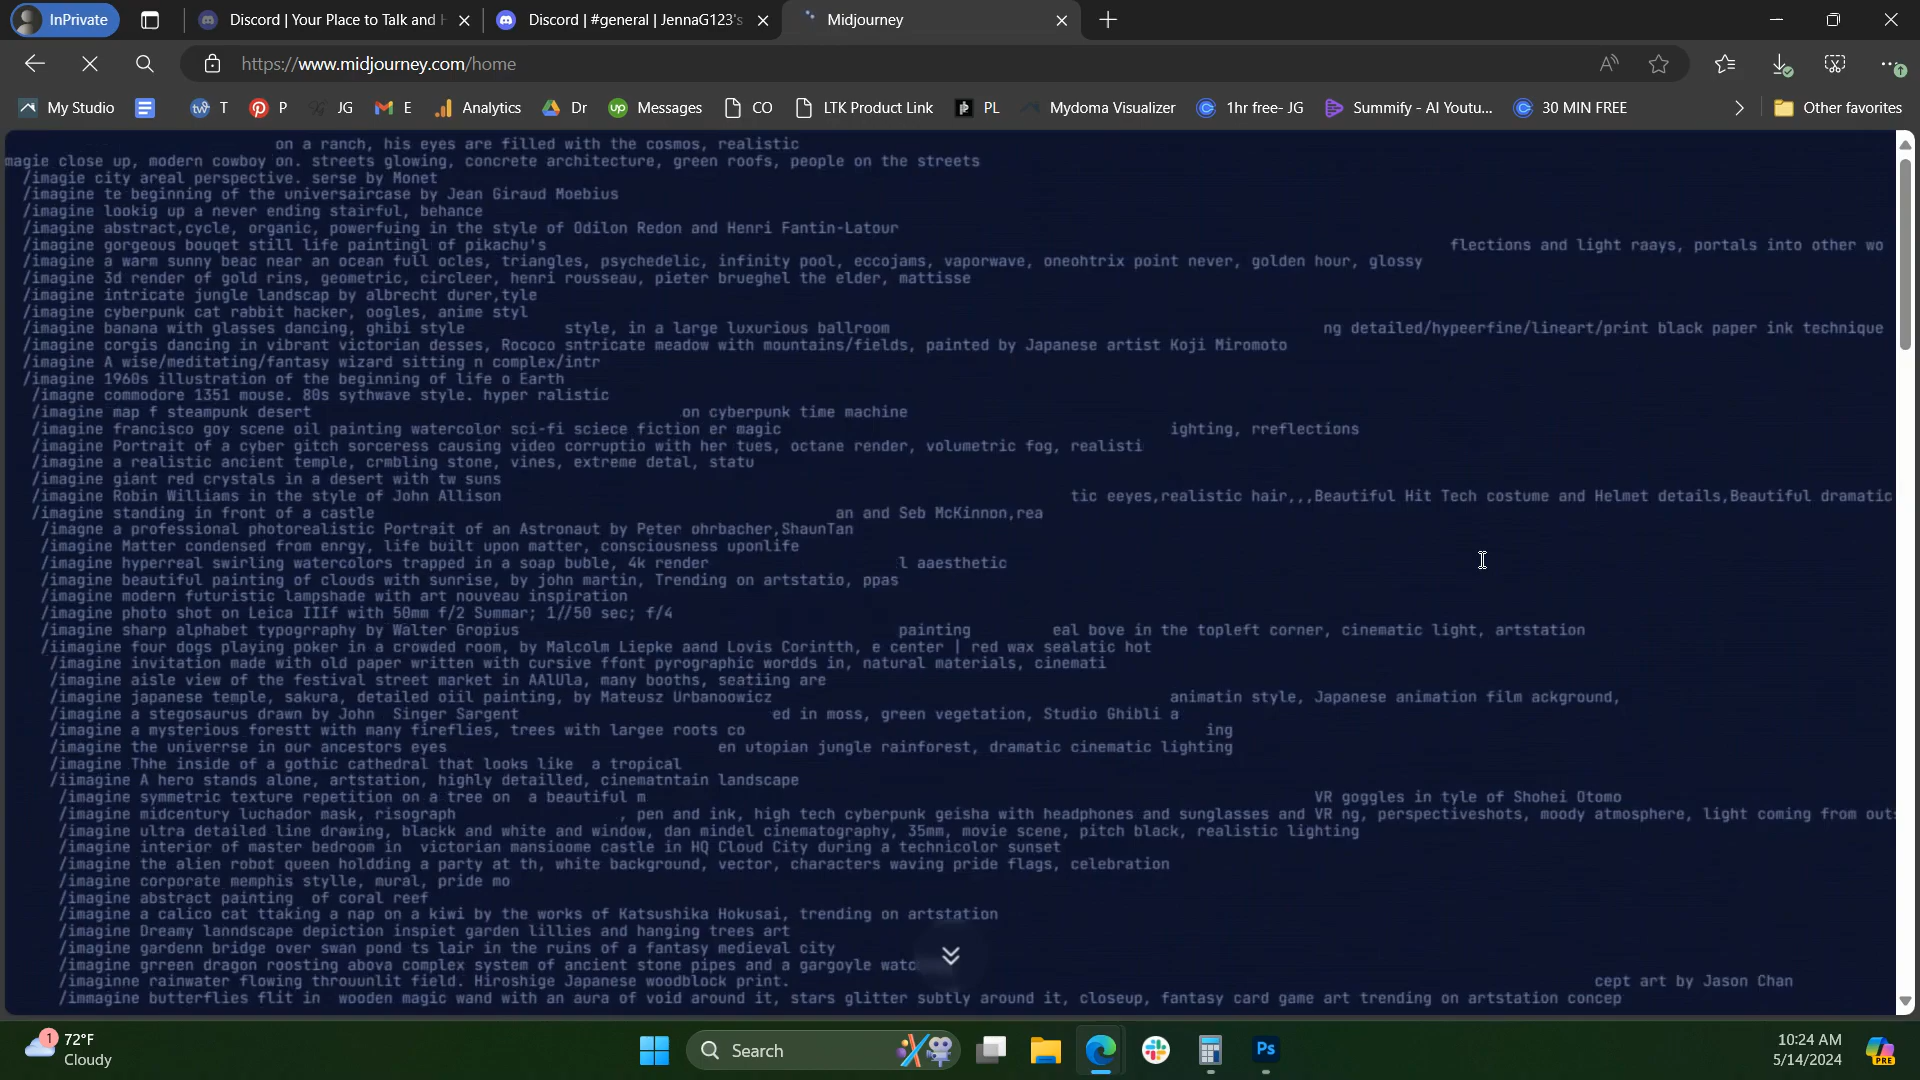 InPrivate
Discord | Your Place to Talk and H
Discord | #general | JennaG123's
Midjourney
https://www.midjourney.com/home
My Studio
T
P
JG
E
Analytics
Dr
Messages
CO
LTK Product Link
PL
Mydoma Visualizer
1hr free- JG
Summify - AI Youtu...
30 MIN FREE
Other favorites
on a ranch, his eyes are filled with the cosmos, realistic
magie close up, modern cowboy on. streets glowing, concrete architecture, green roofs, people on the streets
/imagie city areal perspective. serse by Monet
/imagine te beginning of the universaircase by Jean Giraud Moebius
/imagine lookig up a never ending stairful, behance
/imagine abstract,cycle, organic, powerfuing in the style of Odilon Redon and Henri Fantin-Latour
/imagine gorgeous bouqet still life paintingl of pikachu's flections and light raays, portals into other wo
/imagine a warm sunny beac near an ocean full ocles, triangles, psychedelic, infinity pool, eccojams, vaporwave, oneohtrix point never, golden hour, glossy
/imagine 3d render of gold rins, geometric, circleer, henri rousseau, pieter brueghel the elder, mattisse
/imagine intricate jungle landscap by albrecht durer,tyle
/imagine cyberpunk cat rabbit hacker, oogles, anime styl
/imagine banana with glasses dancing, ghibi style style, in a large luxurious ballroom ng detailed/hypeerfine/lineart/print black paper ink technique
/imagine corgis dancing in vibrant victorian desses, Rococo sntricate meadow with mountains/fields, painted by Japanese artist Koji Miromoto
/imagine A wise/meditating/fantasy wizard sitting n complex/intr
/imagine 1960s illustration of the beginning of life o Earth
/imagne commodore 1351 mouse. 80s sythwave style. hyper ralistic
/imagine map f steampunk desert on cyberpunk time machine
/imagine francisco goy scene oil painting watercolor sci-fi sciece fiction er magic ighting, rreflections
/imagine Portrait of a cyber gitch sorceress causing video corruptio with her tues, octane render, volumetric fog, realisti
/imagine a realistic ancient temple, crmbling stone, vines, extreme detal, statu
/imagine giant red crystals in a desert with tw suns
/imagine Robin Williams in the style of John Allison tic eeyes,realistic hair,,,Beautiful Hit Tech costume and Helmet details,Beautiful dramatic
/imagine standing in front of a castle an and Seb McKinnon,rea
/imagne a professional photorealistic Portrait of an Astronaut by Peter ohrbacher,ShaunTan
/imagine Matter condensed from enrgy, life built upon matter, consciousness uponlife
/imagine hyperreal swirling watercolors trapped in a soap buble, 4k render l aaesthetic
/imagine beautiful painting of clouds with sunrise, by john martin, Trending on artstatio, ppas
/imagine modern futuristic lampshade with art nouveau inspiration
/imagine photo shot on Leica IIIf with 50mm f/2 Summar; 1//50 sec; f/4
/imagine sharp alphabet typogrraphy by Walter Gropius painting eal bove in the topleft corner, cinematic light, artstation
/iimagine four dogs playing poker in a crowded room, by Malcolm Liepke aand Lovis Corintth, e center | red wax sealatic hot
/imagine invitation made with old paper written with cursive ffont pyrographic wordds in, natural materials, cinemati
/imagine aisle view of the festival street market in AAlUla, many booths, seatiing are
/imagine japanese temple, sakura, detailed oiil painting, by Mateusz Urbanoowicz animatin style, Japanese animation film ackground,
/imagine a stegosaurus drawn by John Singer Sargent ed in moss, green vegetation, Studio Ghibli a
/imagine a mysterious forestt with many fireflies, trees with largee roots co ing
/imagine the univerrse in our ancestors eyes en utopian jungle rainforest, dramatic cinematic lighting
/imagine Thhe inside of a gothic cathedral that looks like a tropical
/iimagine A hero stands alone, artstation, highly detailled, cinematntain landscape
/imagine symmetric texture repetition on a tree on a beautiful m VR goggles in tyle of Shohei Otomo
/imagine midcentury luchador mask, risograph , pen and ink, high tech cyberpunk geisha with headphones and sunglasses and VR ng, perspectiveshots, moody atmosphere, light coming from outs
/imagine ultra detailed line drawing, blackk and white and window, dan mindel cinematography, 35mm, movie scene, pitch black, realistic lighting
/imagine interior of master bedroom in victorian mansioome castle in HQ Cloud City during a technicolor sunset
/imagine the alien robot queen holdding a party at th, white background, vector, characters waving pride flags, celebration
/imagine corporate memphis stylle, mural, pride mo
/imagine abstract painting of coral reef
/imagine a calico cat ttaking a nap on a kiwi by the works of Katsushika Hokusai, trending on artstation
/imagine Dreamy lanndscape depiction inspiet garden lillies and hanging trees art
/imagine gardenn bridge over swan pond ts lair in the ruins of a fantasy medieval city
/imagine grreen dragon roosting abova complex system of ancient stone pipes and a gargoyle watc
/imaginne rainwater flowing throuunlit field. Hiroshige Japanese woodblock print. cept art by Jason Chan
/immagine butterflies flit in wooden magic wand with an aura of void around it, stars glitter subtly around it, closeup, fantasy card game art trending on artstation concep
1
72°F
Cloudy
Search
Ps
10:24 AM
5/14/2024
PRE